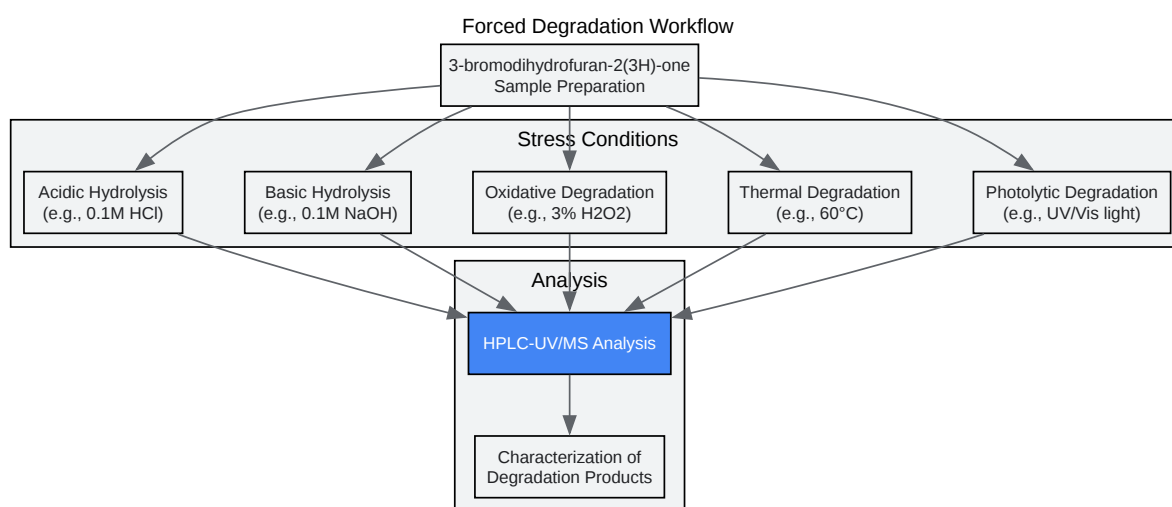 Forced Degradation Workflow
3-bromodihydrofuran-2(3H)-one
Sample Preparation
Stress Conditions
Acidic Hydrolysis
(e.g., 0.1M HCl)
Basic Hydrolysis
(e.g., 0.1M NaOH)
Oxidative Degradation
(e.g., 3% H2O2)
Thermal Degradation
(e.g., 60°C)
Photolytic Degradation
(e.g., UV/Vis light)
Analysis
HPLC-UV/MS Analysis
Characterization of
Degradation Products